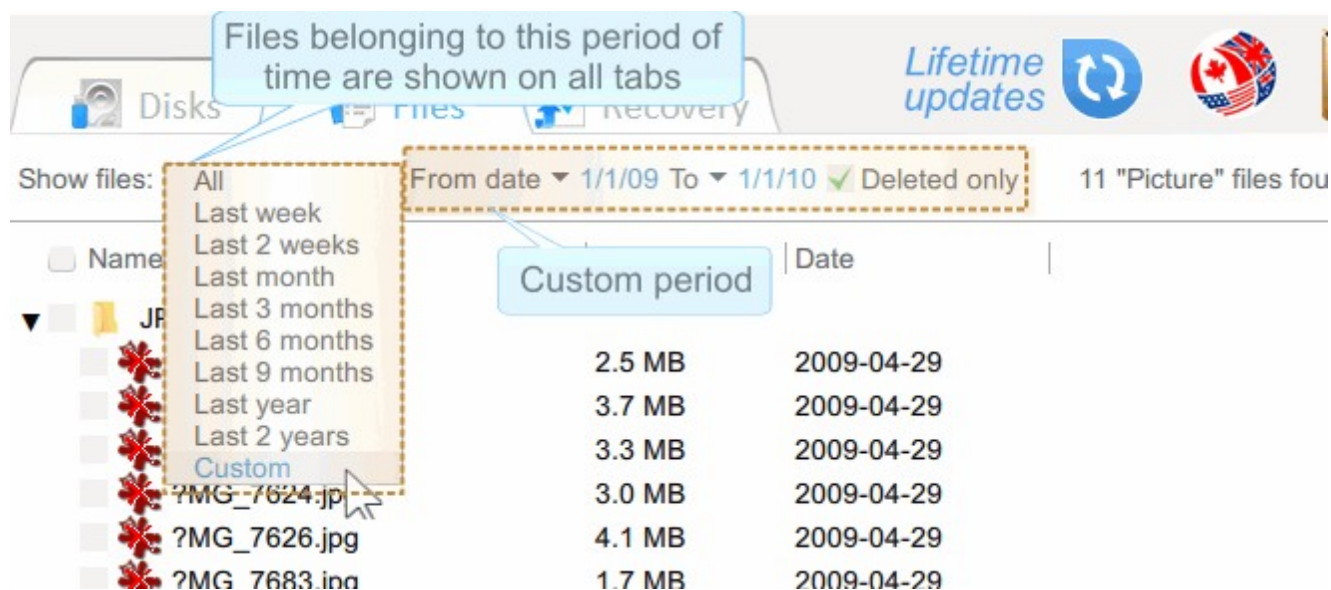 Files belonging to this period of
time are shown on all tabs
Lifetime
updates
Disks
Files
Recovery
Show files:
All
From date 1/1/09 To 1/1/10 Deleted only
11 "Picture" files
Last week
Last 2 weeks
Last month
Last 3 months
Last 6 months
Last 9 months
Last year
Last 2 years
Custom
Custom period
Name
Date
2.5 MB 2009-04-29
3.7 MB 2009-04-29
3.3 MB 2009-04-29
?MG_7624.jpg 3.0 MB 2009-04-29
?MG_7626.jpg 4.1 MB 2009-04-29
?MG_7683.jpg 1.7 MB 2009-04-29